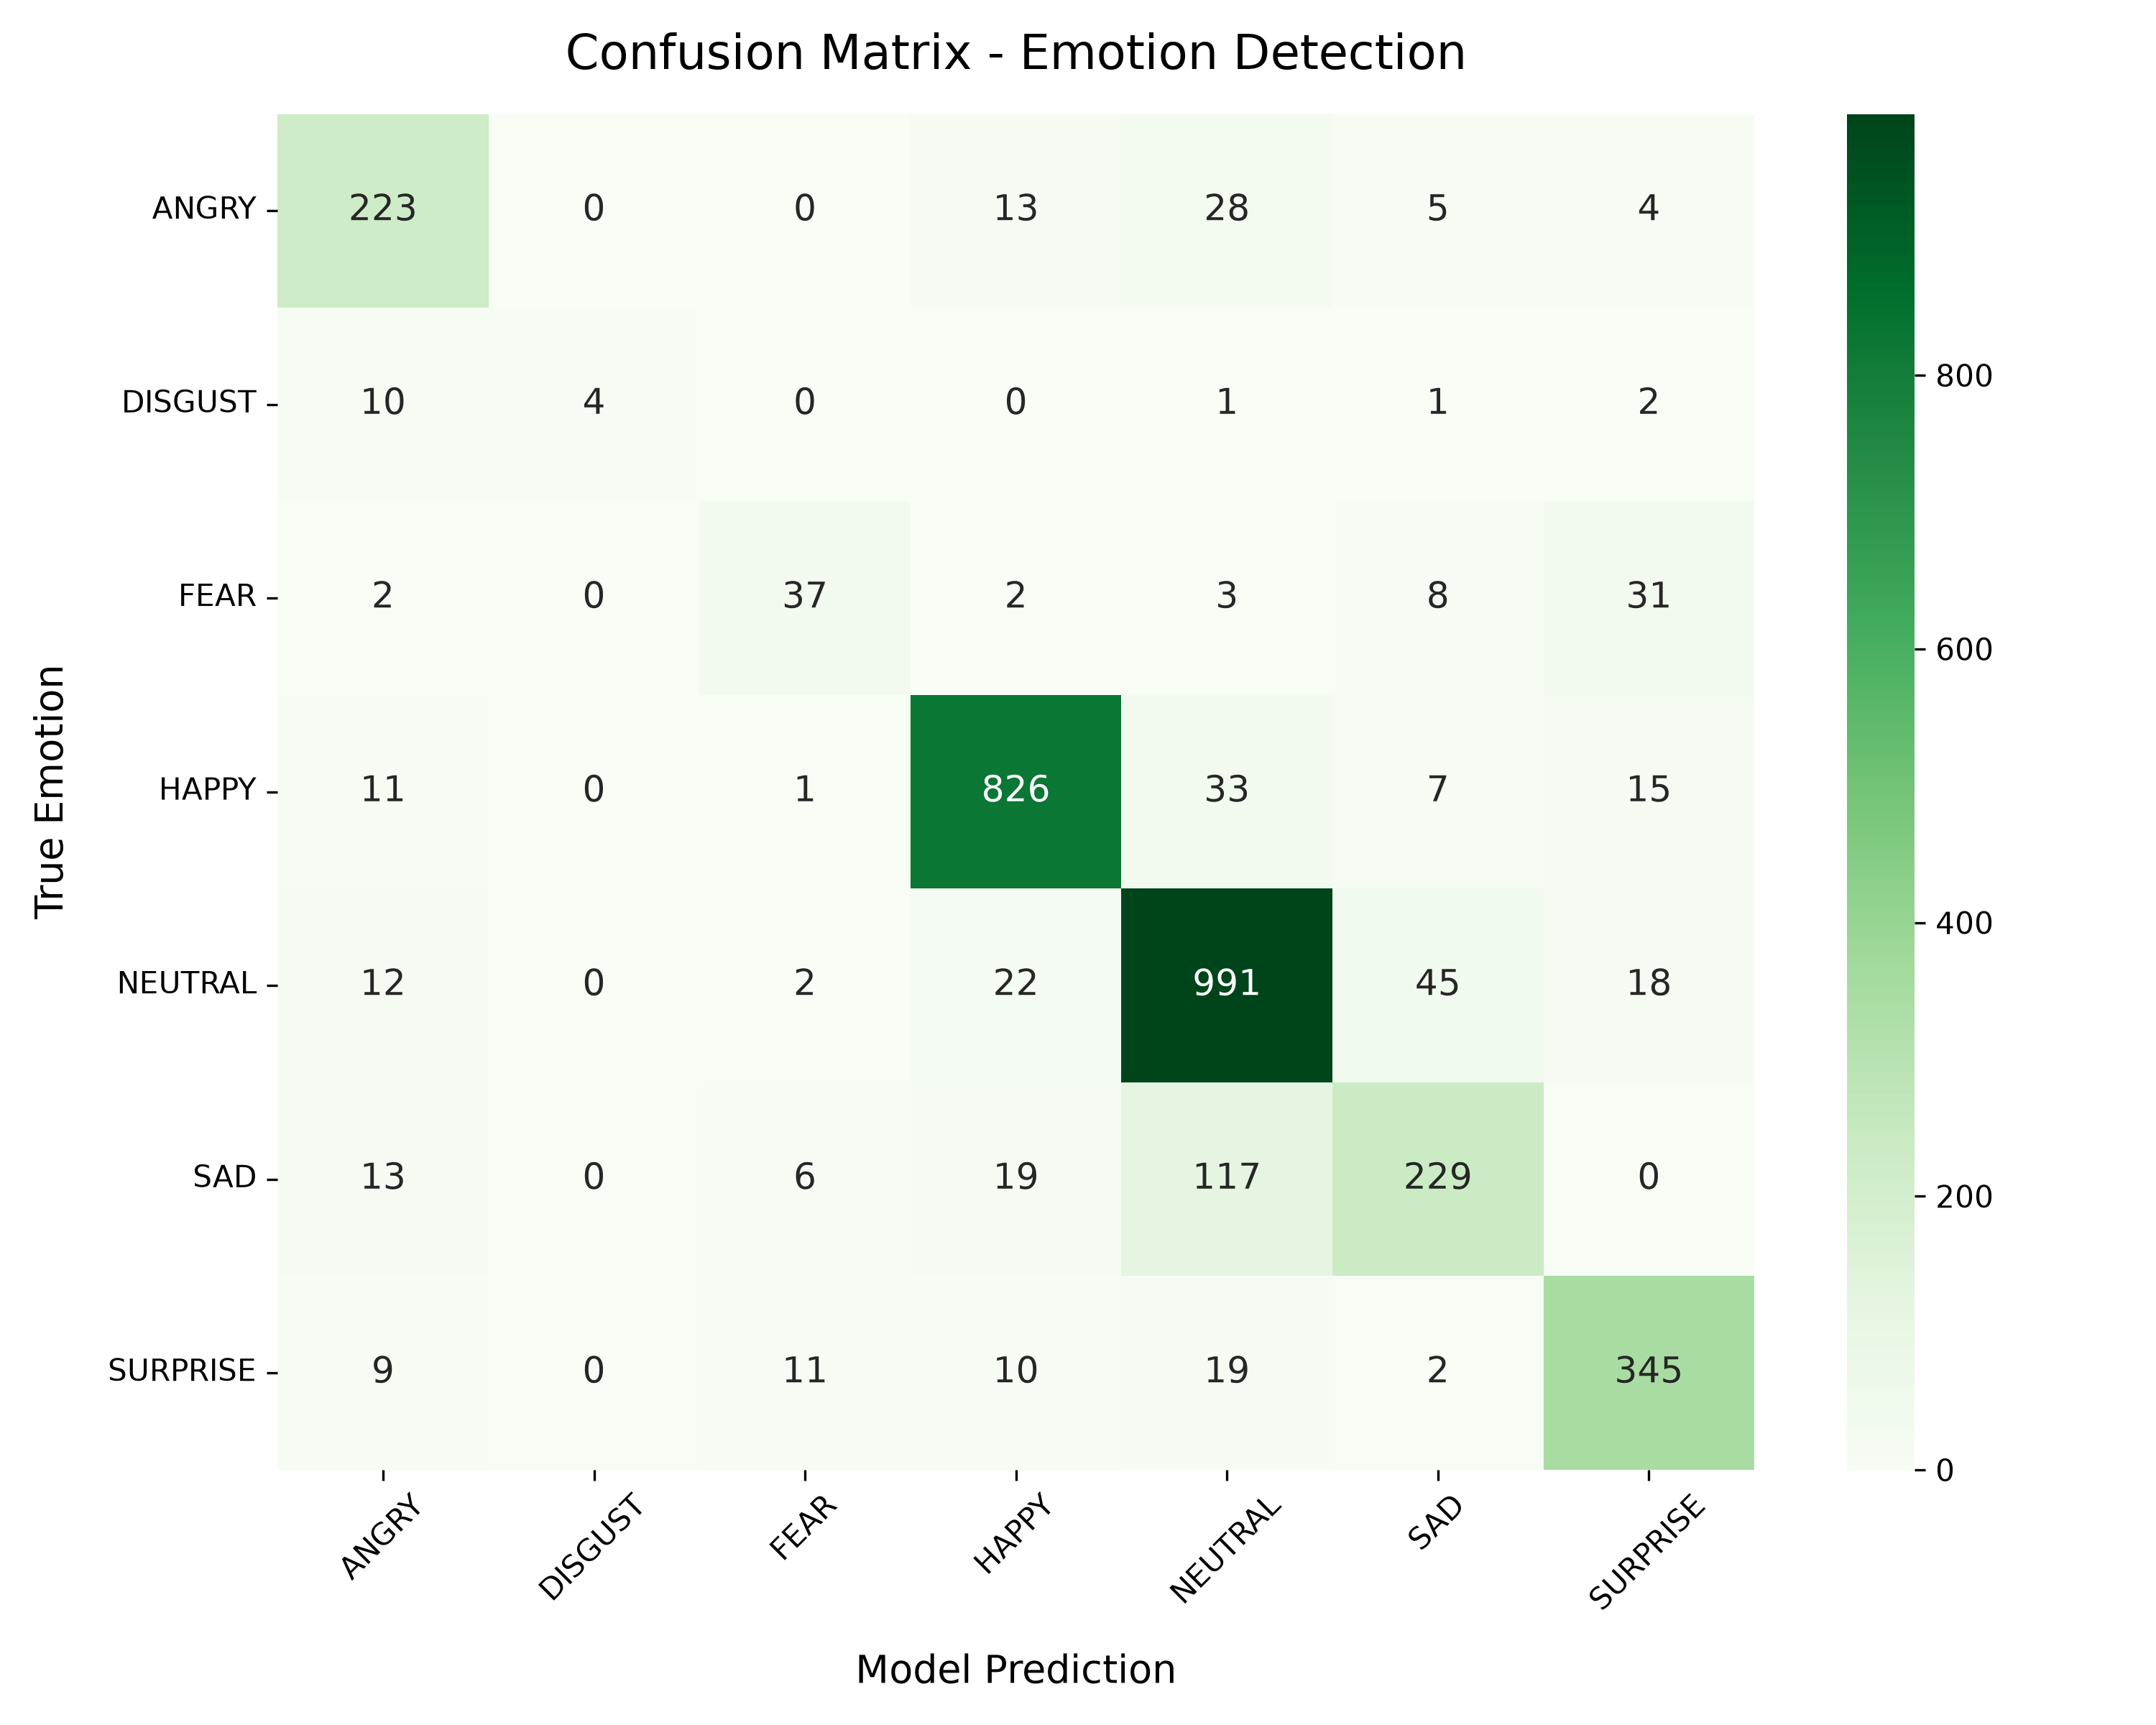 Confusion Matrix - Emotion Detection
ANGRY 223 0 0 13 28 5 4
DISGUST 10 4 0 0 1 1 2
FEAR 2 0 37 2 3 8 31
HAPPY 11 0 1 826 33 7 15
NEUTRAL 12 0 2 22 991 45 18
SAD 13 0 6 19 117 229 0
SURPRISE 9 0 11 10 19 2 345
ANGRY DISGUST FEAR HAPPY NEUTRAL SAD SURPRISE
Model Prediction
True Emotion
800
600
400
200
0